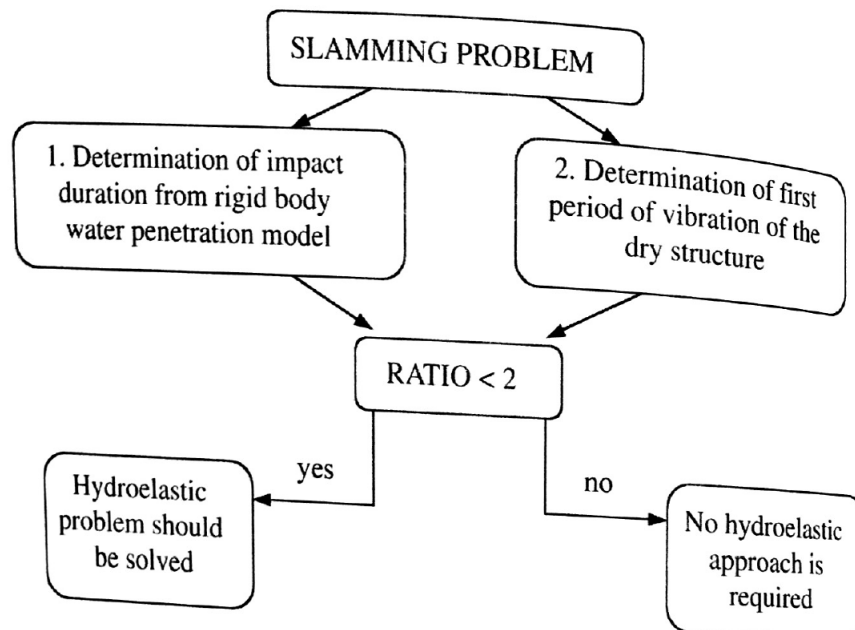 SLAMMING PROBLEM
1. Determination of impact
duration from rigid body
water penetration model
2. Determination of first
period of vibration of the
dry structure
RATIO < 2
yes
no
Hydroelastic
problem should
be solved
No hydroelastic
approach is
required